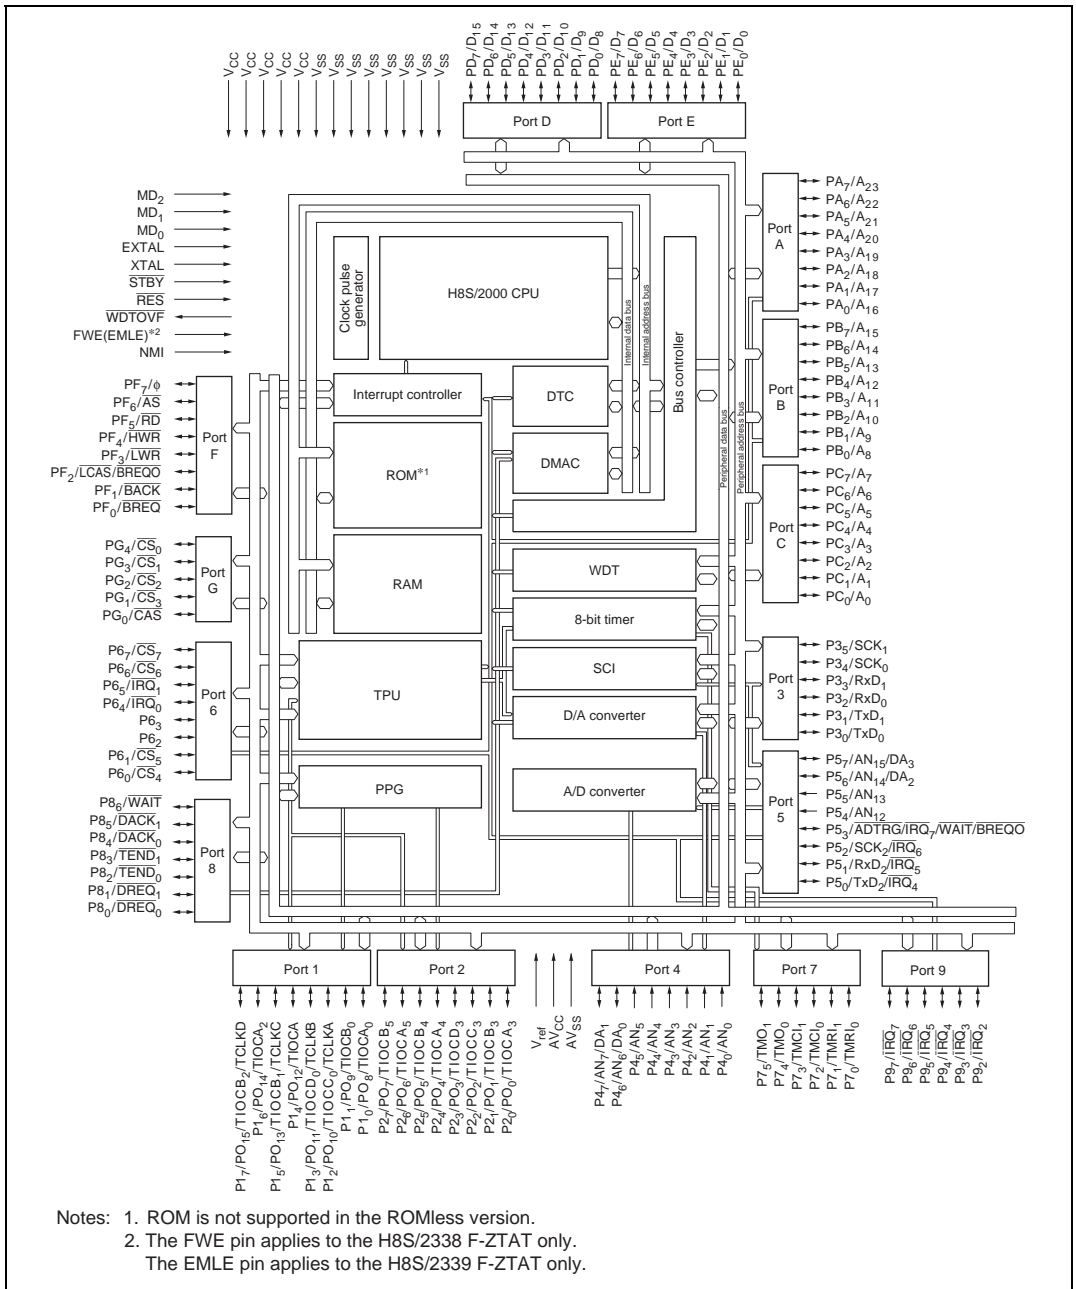 VCC VCC VCC VCC VCC VSS VSS VSS VSS VSS VSS VSS VSS
PD7/D15
PD6/D14
PD5/D13
PD4/D12
PD3/D11
PD2/D10
PD1/D9
PD0/D8
PE7/D7
PE6/D6
PE5/D5
PE4/D4
PE3/D3
PE2/D2
PE1/D1
PE0/D0
Port D
Port E
MD2
MD1
MD0
EXTAL
XTAL
STBY
RES
WDTOVF
FWE(EMLE)*2
NMI
Clock pulse generator
H8S/2000 CPU
Internal data bus
Internal address bus
Bus controller
Peripheral data bus
Peripheral address bus
Port A
PA7/A23
PA6/A22
PA5/A21
PA4/A20
PA3/A19
PA2/A18
PA1/A17
PA0/A16
Port B
PB7/A15
PB6/A14
PB5/A13
PB4/A12
PB3/A11
PB2/A10
PB1/A9
PB0/A8
PF7/ϕ
PF6/AS
PF5/RD
PF4/HWR
PF3/LWR
PF2/LCAS/BREQO
PF1/BACK
PF0/BREQ
Port F
Interrupt controller
DTC
ROM*1
DMAC
Port C
PC7/A7
PC6/A6
PC5/A5
PC4/A4
PC3/A3
PC2/A2
PC1/A1
PC0/A0
PG4/CS0
PG3/CS1
PG2/CS2
PG1/CS3
PG0/CAS
Port G
RAM
WDT
8-bit timer
P67/CS7
P66/CS6
P65/IRQ1
P64/IRQ0
P63
P62
P61/CS5
P60/CS4
Port 6
TPU
SCI
D/A converter
Port 3
P35/SCK1
P34/SCK0
P33/RxD1
P32/RxD0
P31/TxD1
P30/TxD0
PPG
A/D converter
Port 5
P57/AN15/DA3
P56/AN14/DA2
P55/AN13
P54/AN12
P53/ADTRG/IRQ7/WAIT/BREQO
P52/SCK2/IRQ6
P51/RxD2/IRQ5
P50/TxD2/IRQ4
P86/WAIT
P85/DACK1
P84/DACK0
P83/TEND1
P82/TEND0
P81/DREQ1
P80/DREQ0
Port 8
Port 1
Port 2
Port 4
Port 7
Port 9
P17/PO15/TIOCB2/TCLKD
P16/PO14/TIOCA2
P15/PO13/TIOCB1/TCLKC
P14/PO12/TIOCA
P13/PO11/TIOCD0/TCLKB
P12/PO10/TIOCC0/TCLKA
P11/PO9/TIOCB0
P10/PO8/TIOCA0
P27/PO7/TIOCB5
P26/PO6/TIOCA5
P25/PO5/TIOCB4
P24/PO4/TIOCA4
P23/PO3/TIOCD3
P22/PO2/TIOCC3
P21/PO1/TIOCB3
P20/PO0/TIOCA3
Vref
AVCC
AVSS
P47/AN7/DA1
P46/AN6/DA0
P45/AN5
P44/AN4
P43/AN3
P42/AN2
P41/AN1
P40/AN0
P75/TMO1
P74/TMO0
P73/TMCI1
P72/TMCI0
P71/TMRI1
P70/TMRI0
P97/IRQ7
P96/IRQ6
P95/IRQ5
P94/IRQ4
P93/IRQ3
P92/IRQ2
Notes: 1. ROM is not supported in the ROMless version.
2. The FWE pin applies to the H8S/2338 F-ZTAT only.
The EMLE pin applies to the H8S/2339 F-ZTAT only.